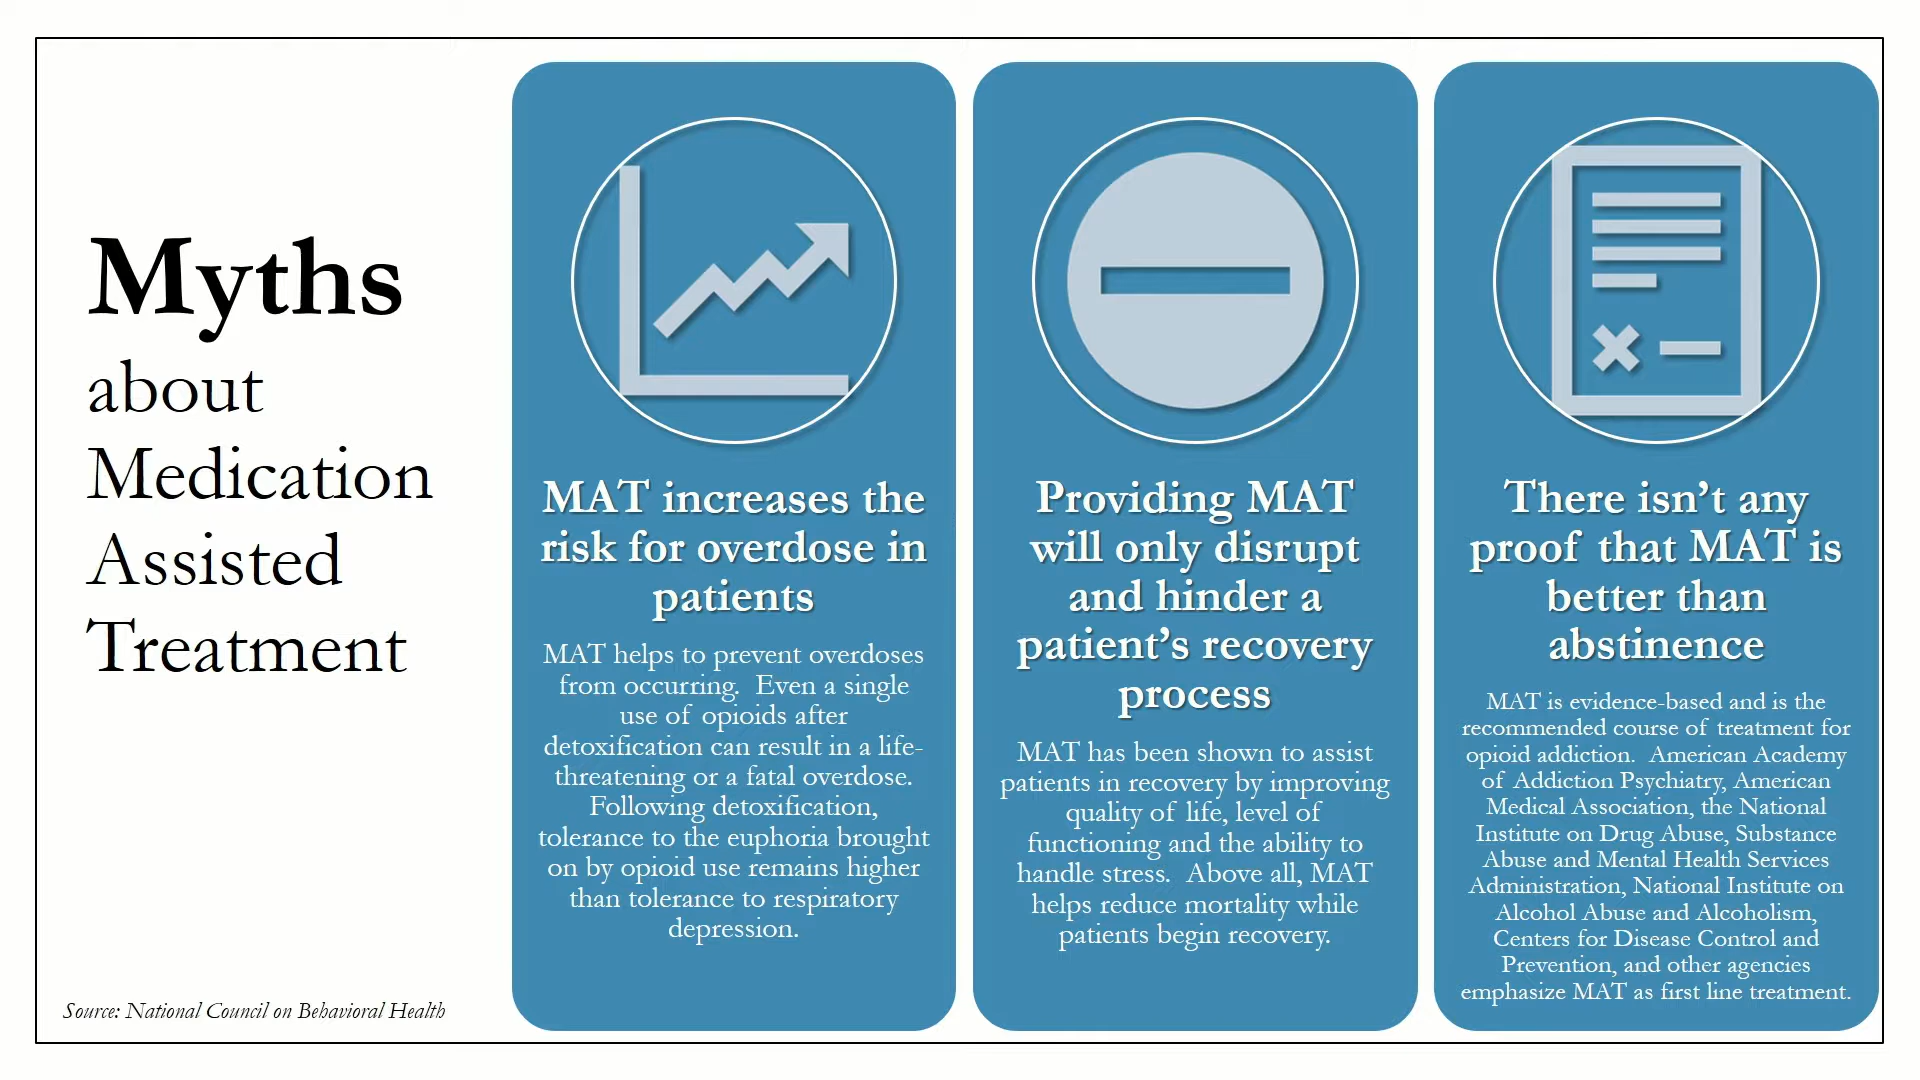 Myths
about
Medication
Assisted
Treatment
Source: National Council on Behavioral Health
MAT increases the
risk for overdose in
patients
MAT helps to prevent overdoses
from occurring.  Even a single
use of opioids after
detoxification can result in a life-
threatening or a fatal overdose.
Following detoxification,
tolerance to the euphoria brought
on by opioid use remains higher
than tolerance to respiratory
depression.
Providing MAT
will only disrupt
and hinder a
patient’s recovery
process
MAT has been shown to assist
patients in recovery by improving
quality of life, level of
functioning and the ability to
handle stress.  Above all, MAT
helps reduce mortality while
patients begin recovery.
There isn’t any
proof that MAT is
better than
abstinence
MAT is evidence-based and is the
recommended course of treatment for
opioid addiction.  American Academy
of Addiction Psychiatry, American
Medical Association, the National
Institute on Drug Abuse, Substance
Abuse and Mental Health Services
Administration, National Institute on
Alcohol Abuse and Alcoholism,
Centers for Disease Control and
Prevention, and other agencies
emphasize MAT as first line treatment.